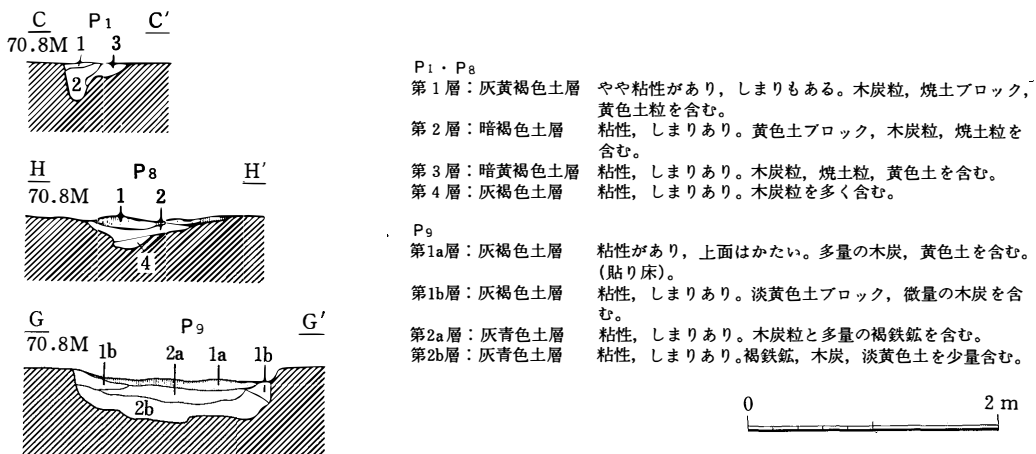 C P1 C′
70.8M 1 3
2
H P8 H′
70.8M 1 2
4
G P9 G′
70.8M 1b 2a 1a 1b
2b
P1・P8
第1層：灰黄褐色土層 やや粘性があり，しまりもある。木炭粒，焼土ブロック，
黄色土粒を含む。
第2層：暗褐色土層 粘性，しまりあり。黄色土ブロック，木炭粒，焼土粒を
含む。
第3層：暗黄褐色土層 粘性，しまりあり。木炭粒，焼土粒，黄色土を含む。
第4層：灰褐色土層 粘性，しまりあり。木炭粒を多く含む。
P9
第1a層：灰褐色土層 粘性があり，上面はかたい。多量の木炭，黄色土を含む。
(貼り床)。
第1b層：灰褐色土層 粘性，しまりあり。淡黄色土ブロック，微量の木炭を含
む。
第2a層：灰青色土層 粘性，しまりあり。木炭粒と多量の褐鉄鉱を含む。
第2b層：灰青色土層 粘性，しまりあり。褐鉄鉱，木炭，淡黄色土を少量含む。
0 2 m